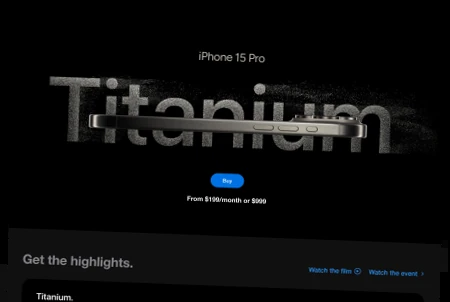 iPhone 15 Pro
Titanium
Buy
From $199/month or $999
Get the highlights.
Watch the film
Watch the event >
Titanium.